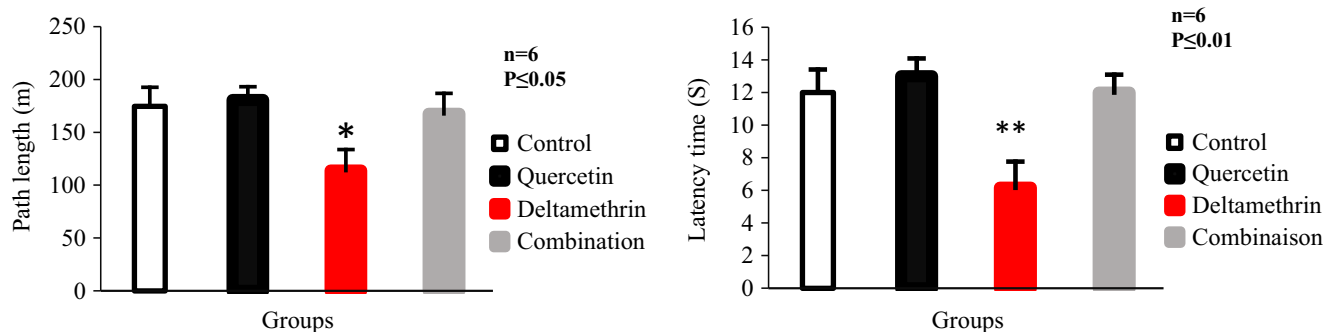 Path length (m)
250
200
150
100
50
0
*
n=6
P≤0.05
Control
Quercetin
Deltamethrin
Combination
Groups
Latency time (S)
16
14
12
10
8
6
4
2
0
**
n=6
P≤0.01
Control
Quercetin
Deltamethrin
Combinaison
Groups